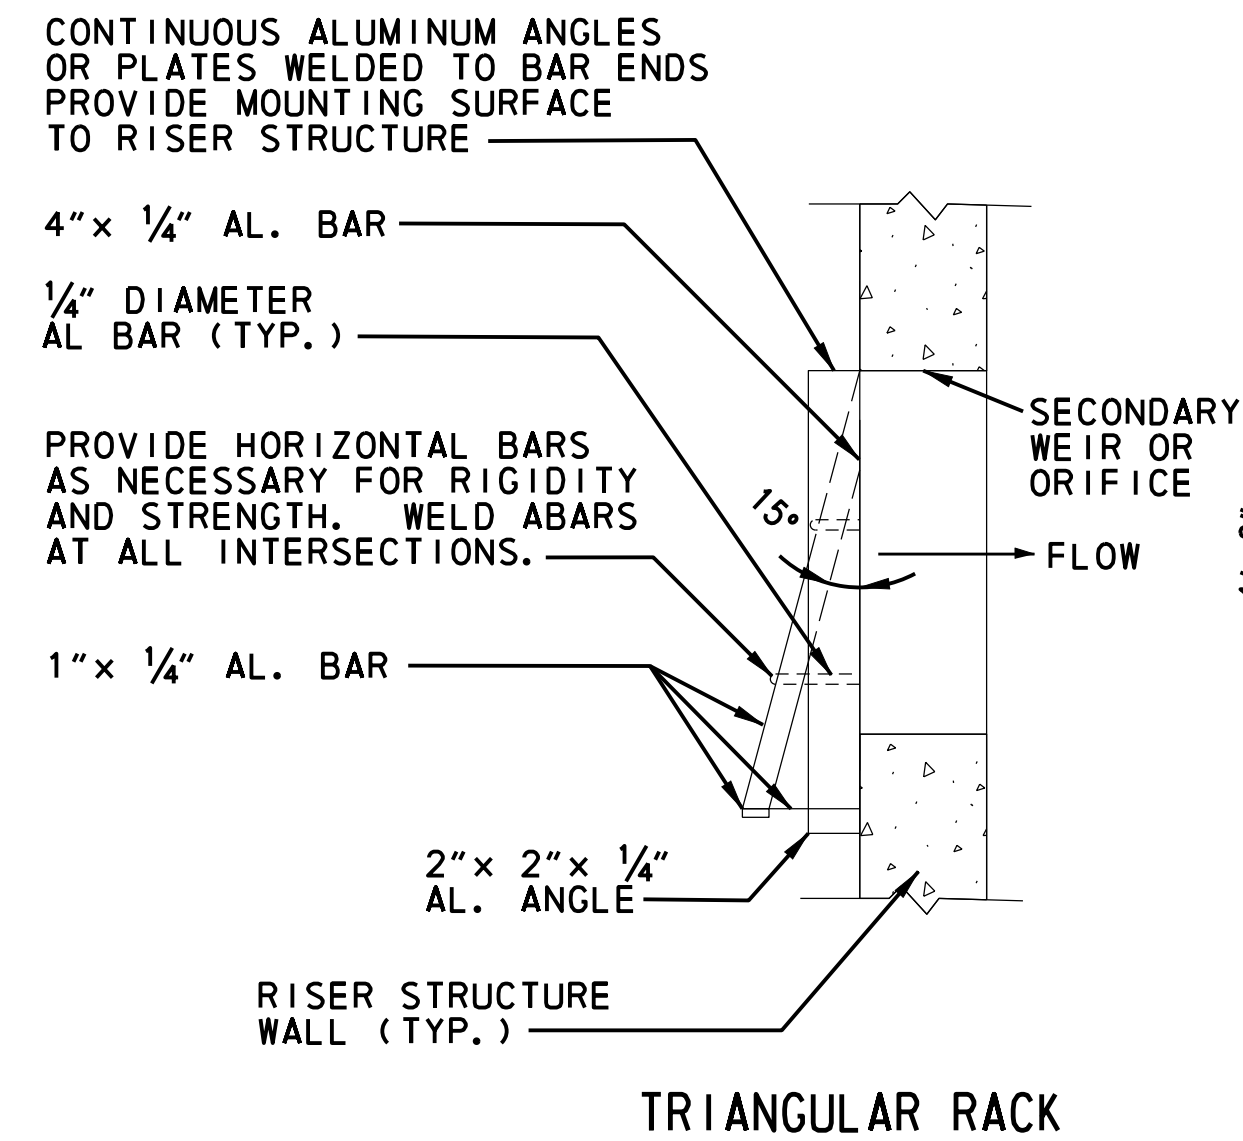 CONTINUOUS ALUMINUM ANGLES
OR PLATES WELDED TO BAR ENDS
PROVIDE MOUNTING SURFACE
TO RISER STRUCTURE
4"x 1/4" AL. BAR
1/4" DIAMETER
AL BAR (TYP.)
PROVIDE HORIZONTAL BARS
AS NECESSARY FOR RIGIDITY
AND STRENGTH. WELD ABARS
AT ALL INTERSECTIONS.
1"x 1/4" AL. BAR
15°
SECONDARY
WEIR OR
ORIFICE
FLOW
2"x 2"x 1/4"
AL. ANGLE
RISER STRUCTURE
WALL (TYP.)
TRIANGULAR RACK